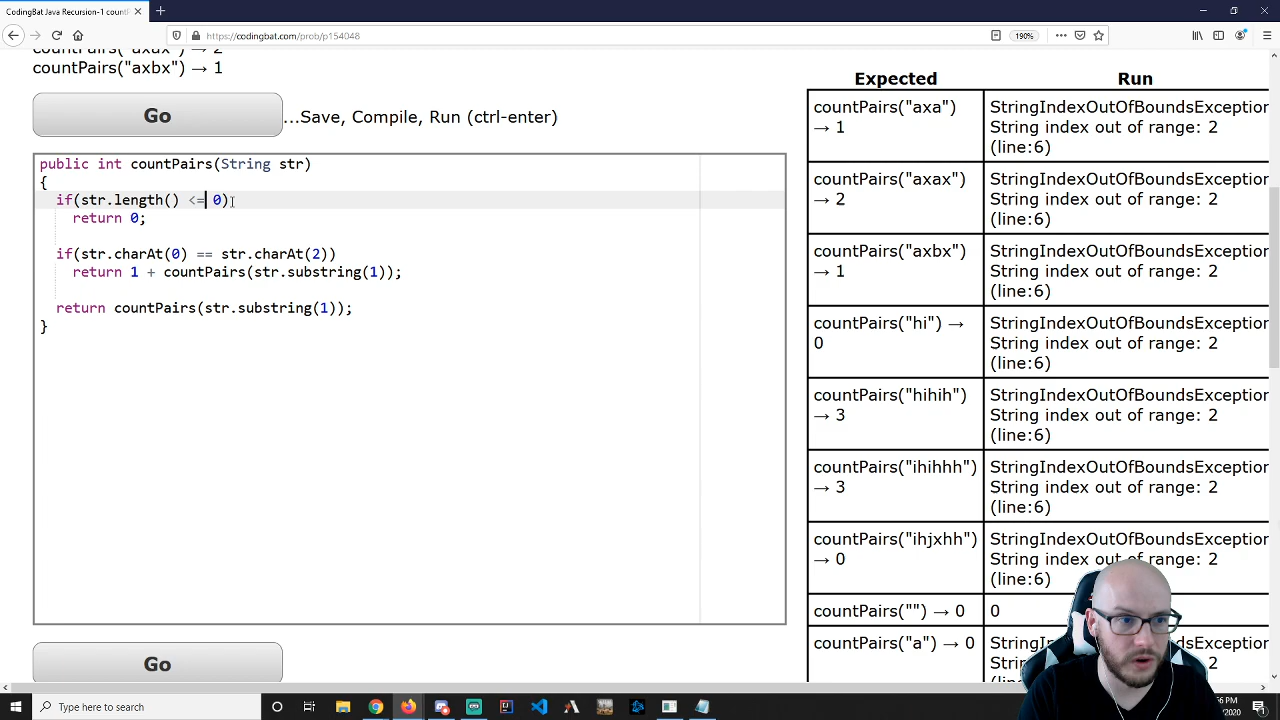 CodingBat Java Recursion-1 count
https://codingbat.com/prob/p154048
190%
countPairs("axax") → 2
countPairs("axbx") → 1
Go
...Save, Compile, Run (ctrl-enter)
public int countPairs(String str)
{
if(str.length() <= 0)
return 0;
if(str.charAt(0) == str.charAt(2))
return 1 + countPairs(str.substring(1));
return countPairs(str.substring(1));
}
Go
Expected Run
countPairs("axa") StringIndexOutOfBoundsException
→ 1 String index out of range: 2
(line:6)
countPairs("axax") StringIndexOutOfBoundsException
→ 2 String index out of range: 2
(line:6)
countPairs("axbx") StringIndexOutOfBoundsException
→ 1 String index out of range: 2
(line:6)
countPairs("hi") → StringIndexOutOfBoundsException
0 String index out of range: 2
(line:6)
countPairs("hihih") StringIndexOutOfBoundsException
→ 3 String index out of range: 2
(line:6)
countPairs("ihihhh") StringIndexOutOfBoundsException
→ 3 String index out of range: 2
(line:6)
countPairs("ihjxhh") StringIndexOutOfBoundsException
→ 0 String index out of range: 2
(line:6)
countPairs("") → 0 0
countPairs("a") → 0
Type here to search